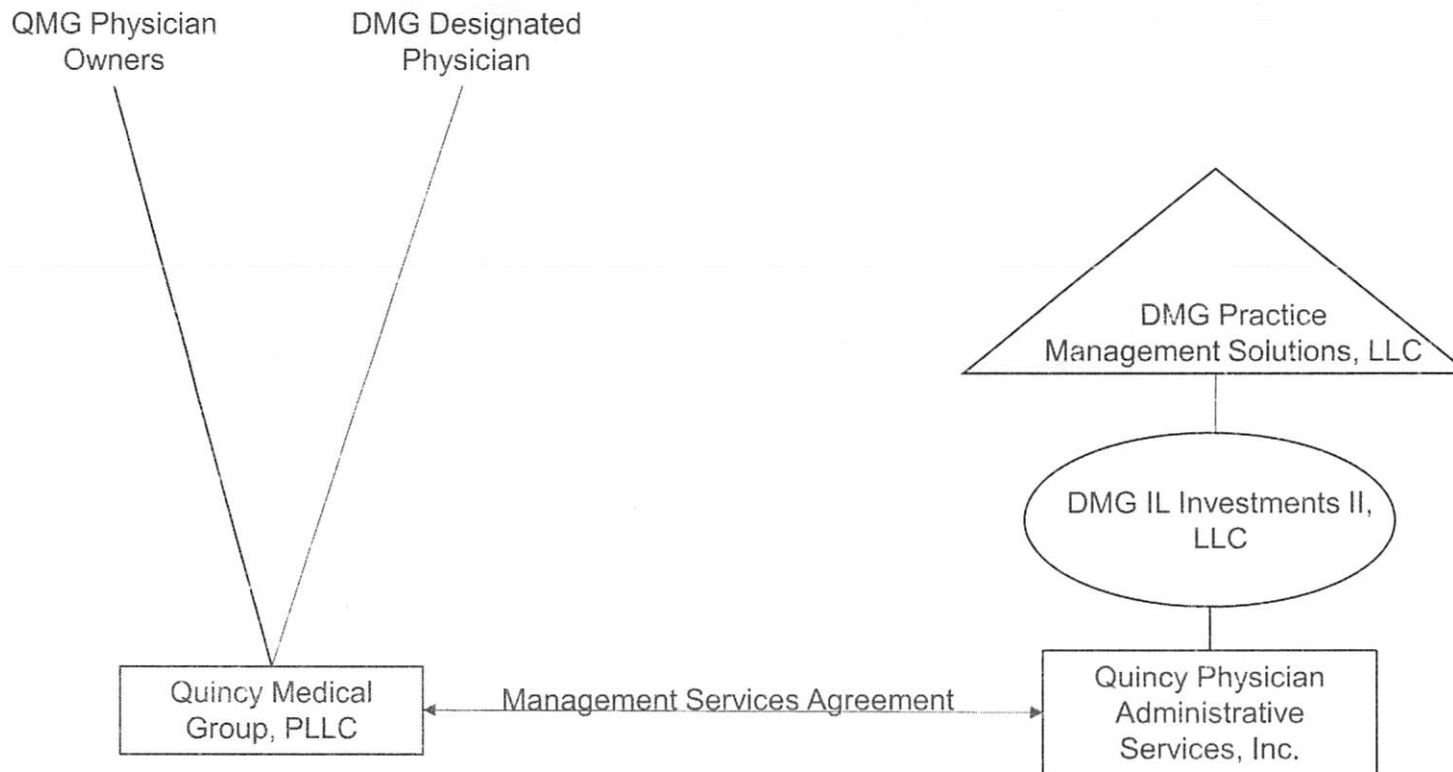 QMG Physician
Owners
DMG Designated
Physician
DMG Practice
Management Solutions, LLC
DMG IL Investments II,
LLC
Quincy Medical
Group, PLLC
Management Services Agreement
Quincy Physician
Administrative
Services, Inc.